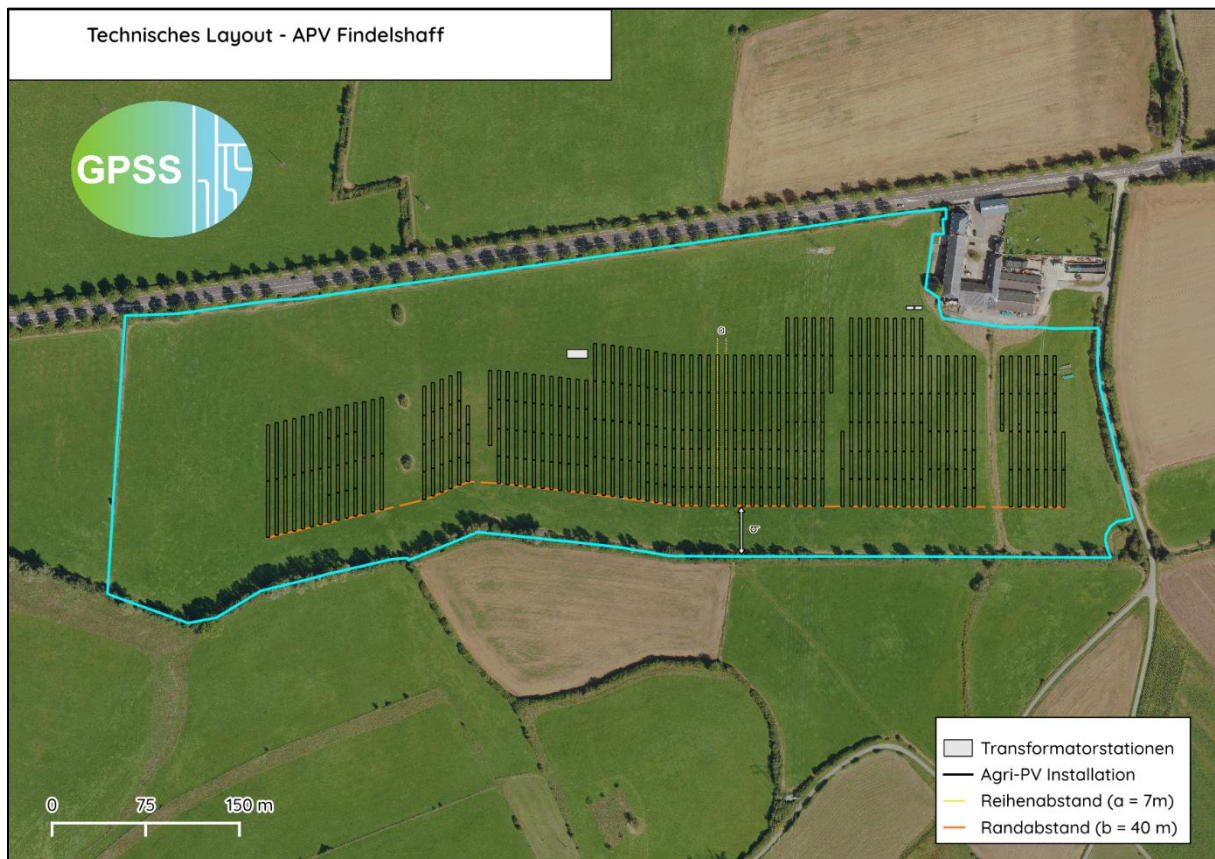 Technisches Layout - APV Findelshaff
GPSS
a
b
Transformatorstationen
Agri-PV Installation
Reihenabstand (a = 7m)
Randabstand (b = 40 m)
0 75 150 m